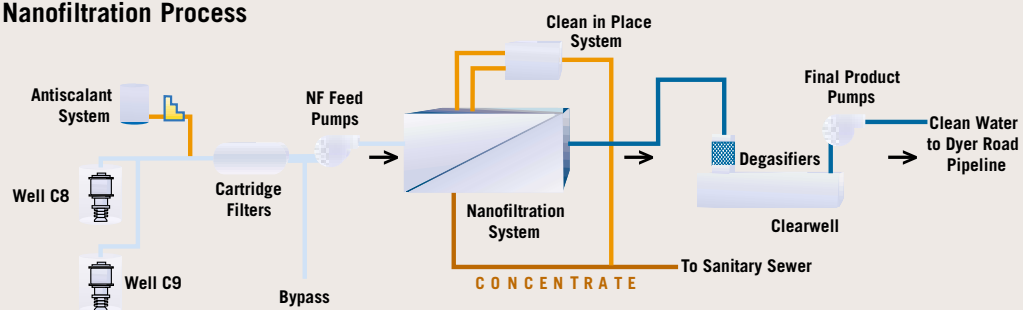 Nanofiltration Process
Clean in Place
System
Antiscalant
System
NF Feed
Pumps
Final Product
Pumps
Clean Water
to Dyer Road
Pipeline
Degasifiers
Well C8
Cartridge
Filters
Nanofiltration
System
Clearwell
To Sanitary Sewer
CONCENTRATE
Well C9
Bypass